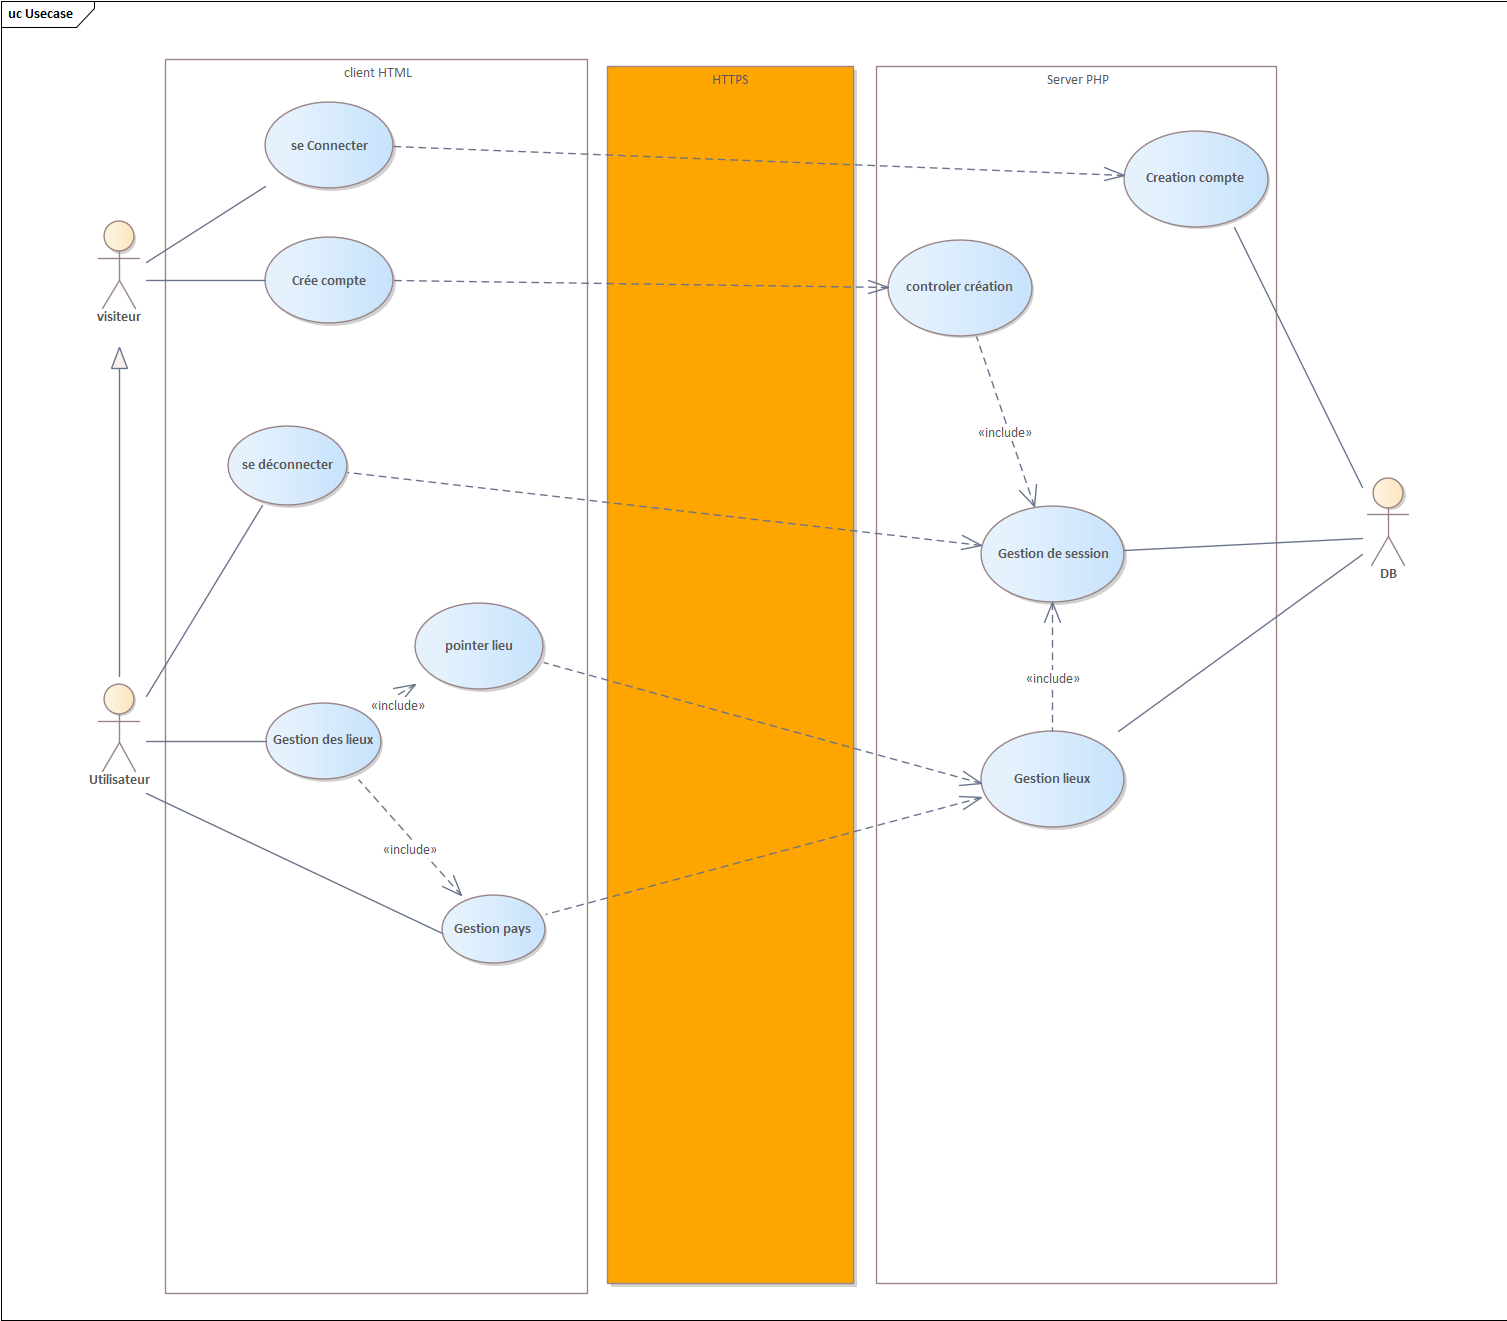 uc Usecase
client HTML
HTTPS
Server PHP
se Connecter
Creation compte
Crée compte
controler création
visiteur
«include»
se déconnecter
Gestion de session
DB
pointer lieu
«include»
«include»
Gestion des lieux
Gestion lieux
Utilisateur
«include»
Gestion pays